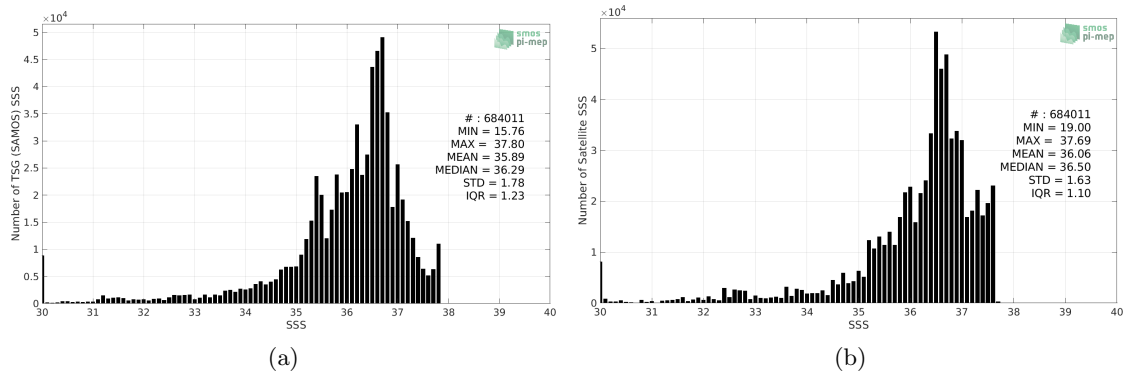 ×10⁴
smos
pi-mep
5
4.5
4
3.5
3
2.5
2
1.5
1
0.5
0
Number of TSG (SAMOS) SSS
# : 684011
MIN = 15.76
MAX = 37.80
MEAN = 35.89
MEDIAN = 36.29
STD = 1.78
IQR = 1.23
30 31 32 33 34 35 36 37 38 39 40
SSS
(a)
×10⁴
smos
pi-mep
5
4
3
2
1
0
Number of Satellite SSS
# : 684011
MIN = 19.00
MAX = 37.69
MEAN = 36.06
MEDIAN = 36.50
STD = 1.63
IQR = 1.10
30 31 32 33 34 35 36 37 38 39 40
SSS
(b)